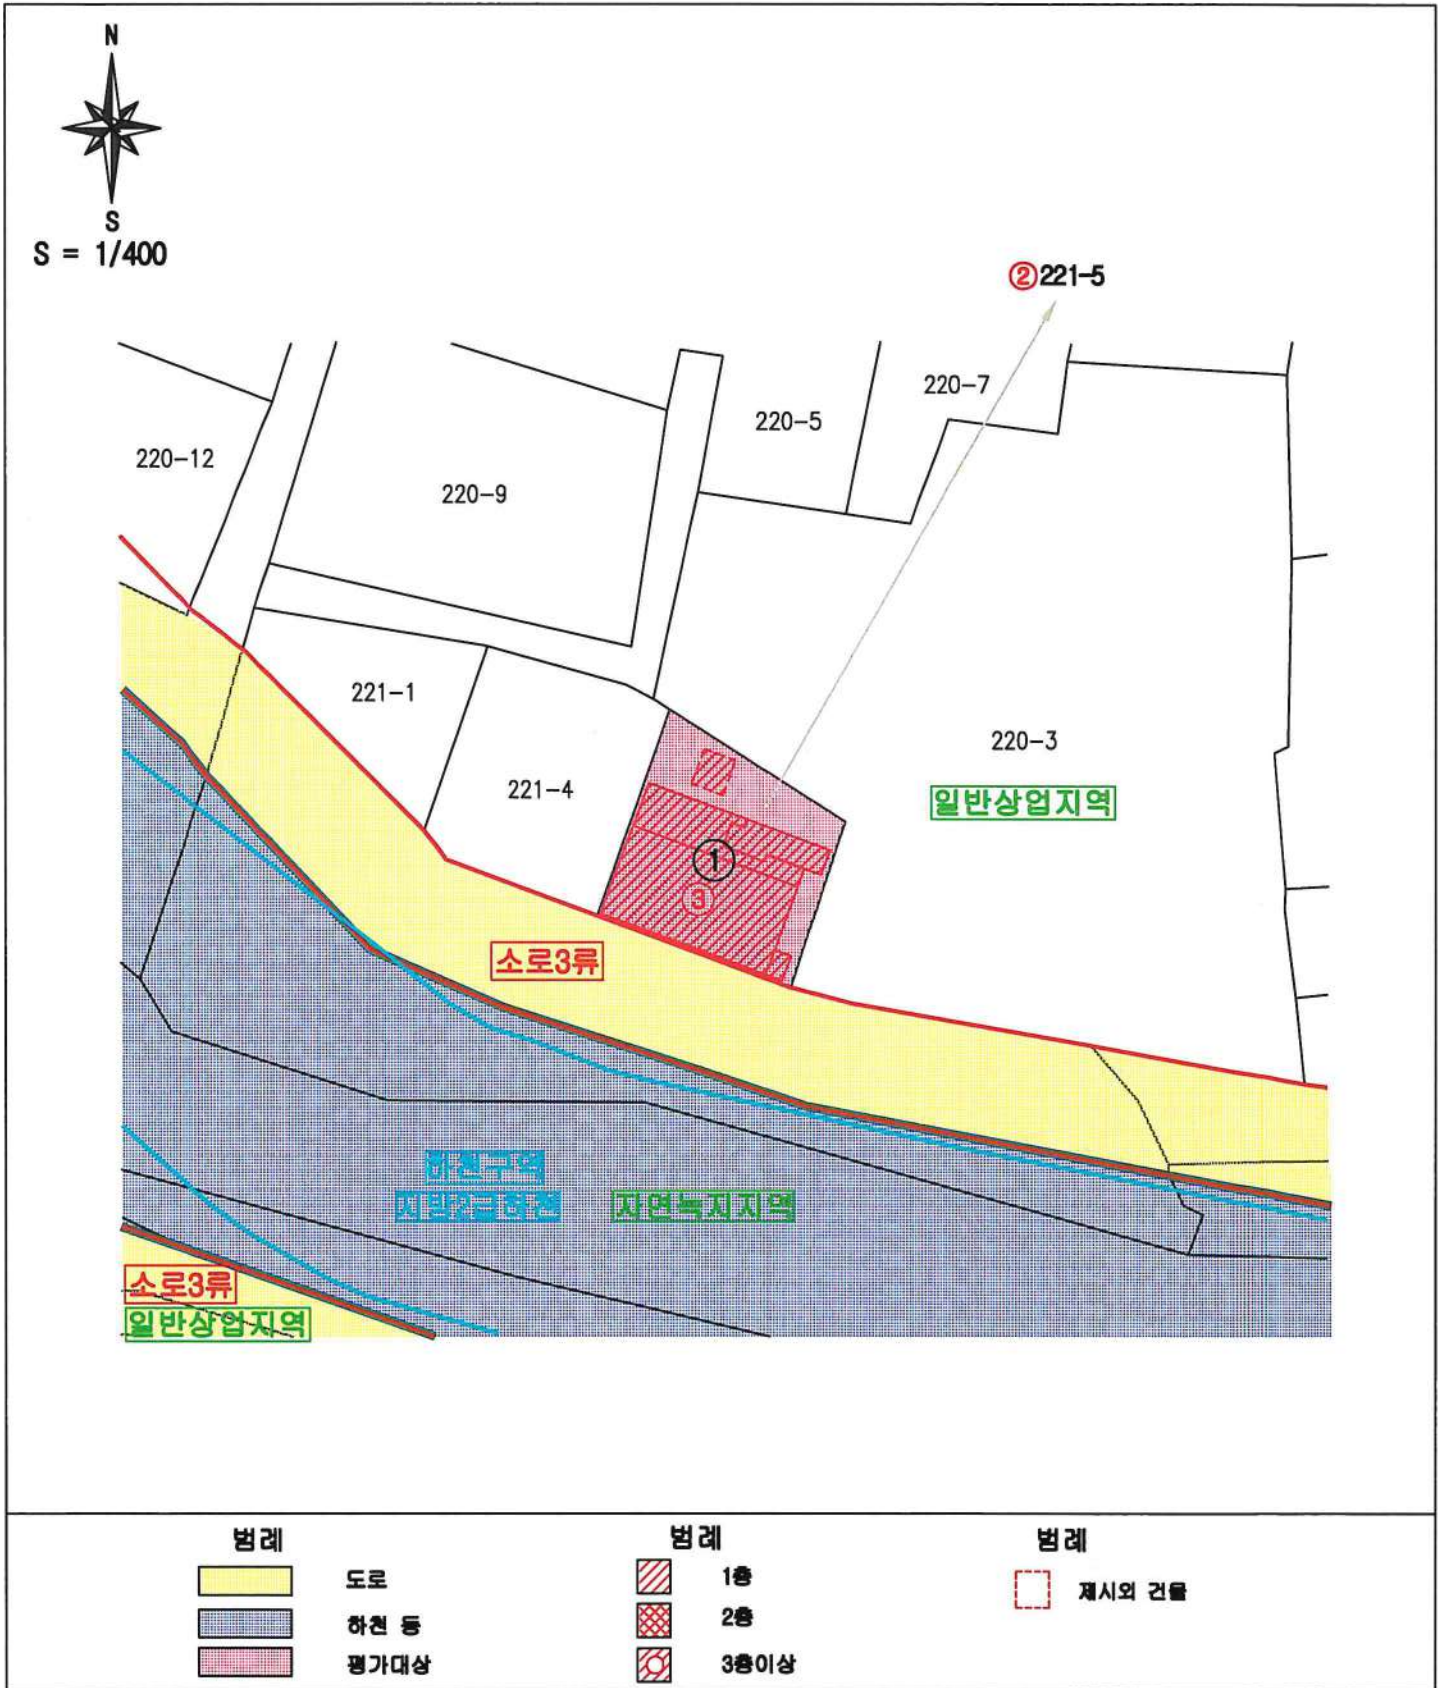 N
S
S = 1/400
②221-5
220-7
220-5
220-12
220-9
221-1
220-3
221-4
일반상업지역
①
③
소로3류
하천구역
지방2급하천
자연녹지지역
소로3류
일반상업지역
범례
범례
범례
도로
1층
제시외 건물
하천 등
2층
평가대상
3층이상